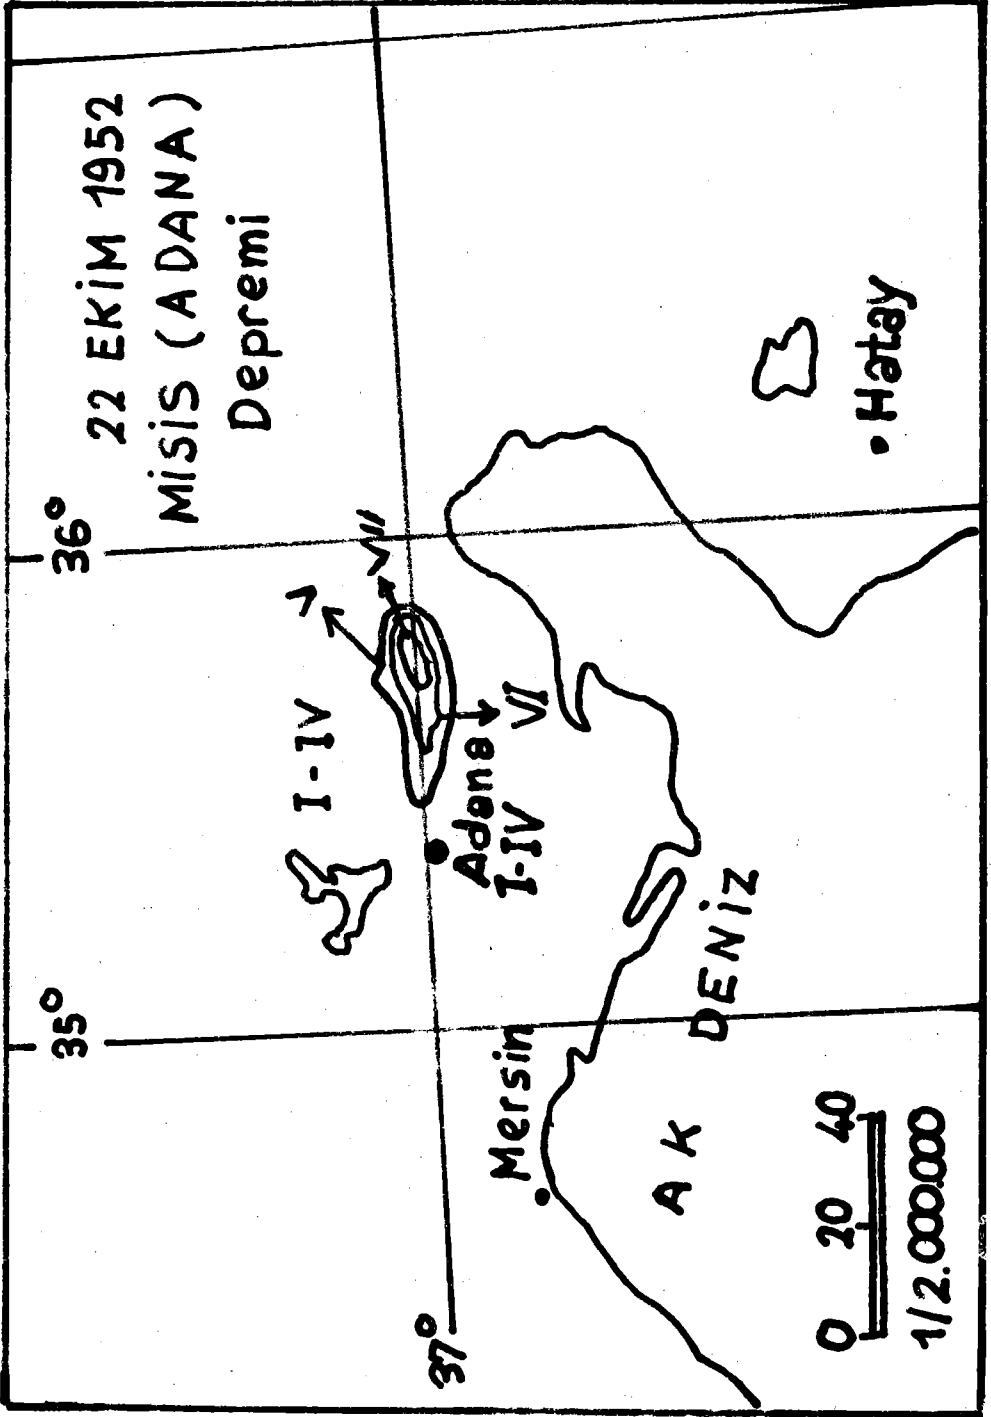 22 EKİM 1952
MİSİS (ADANA)
Depremi
35°
36°
37°
I-IV
V
VII
VI
Adana
I-IV
Mersin
AK
DENİZ
Hatay
0 20 40
1/2.000.000